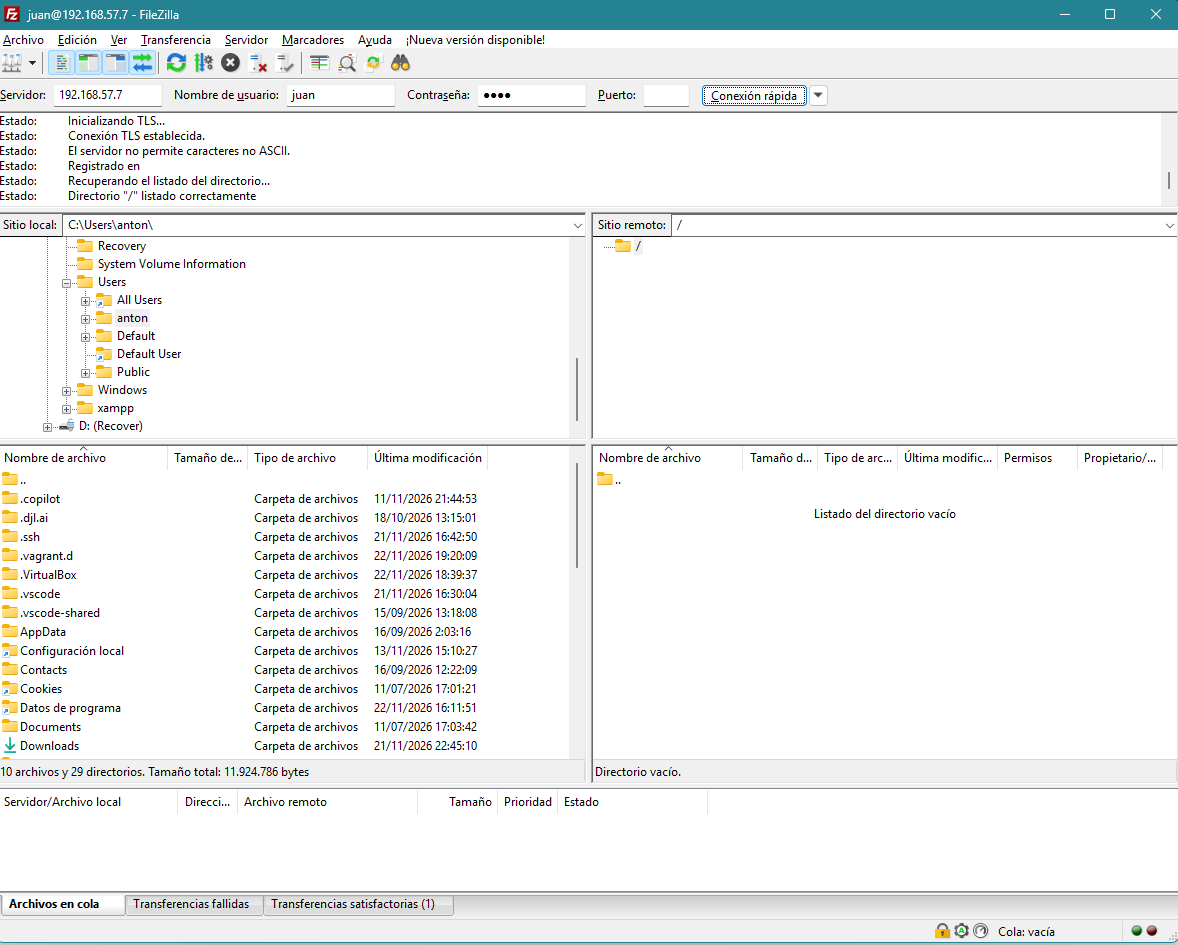 juan@192.168.57.7 - FileZilla
Archivo Edición Ver Transferencia Servidor Marcadores Ayuda ¡Nueva versión disponible!
Servidor: 192.168.57.7 Nombre de usuario: juan Contraseña: ●●●● Puerto: Conexión rápida
Estado: Inicializando TLS...
Estado: Conexión TLS establecida.
Estado: El servidor no permite caracteres no ASCII.
Estado: Registrado en
Estado: Recuperando el listado del directorio...
Estado: Directorio "/" listado correctamente
Sitio local: C:\Users\anton\
Recovery
System Volume Information
Users
All Users
anton
Default
Default User
Public
Windows
xampp
D: (Recover)
Sitio remoto: /
/
Nombre de archivo Tamaño de... Tipo de archivo Última modificación
..
.copilot Carpeta de archivos 11/11/2026 21:44:53
.djl.ai Carpeta de archivos 18/10/2026 13:15:01
.ssh Carpeta de archivos 21/11/2026 16:42:50
.vagrant.d Carpeta de archivos 22/11/2026 19:20:09
.VirtualBox Carpeta de archivos 22/11/2026 18:39:37
.vscode Carpeta de archivos 21/11/2026 16:30:04
.vscode-shared Carpeta de archivos 15/09/2026 13:18:08
AppData Carpeta de archivos 16/09/2026 2:03:16
Configuración local Carpeta de archivos 13/11/2026 15:10:27
Contacts Carpeta de archivos 16/09/2026 12:22:09
Cookies Carpeta de archivos 11/07/2026 17:01:21
Datos de programa Carpeta de archivos 22/11/2026 16:11:51
Documents Carpeta de archivos 11/07/2026 17:03:42
Downloads Carpeta de archivos 21/11/2026 22:45:10
10 archivos y 29 directorios. Tamaño total: 11.924.786 bytes
Nombre de archivo Tamaño d... Tipo de arc... Última modific... Permisos Propietario/...
..
Listado del directorio vacío
Directorio vacío.
Servidor/Archivo local Direcci... Archivo remoto Tamaño Prioridad Estado
Archivos en cola Transferencias fallidas Transferencias satisfactorias (1)
Cola: vacía